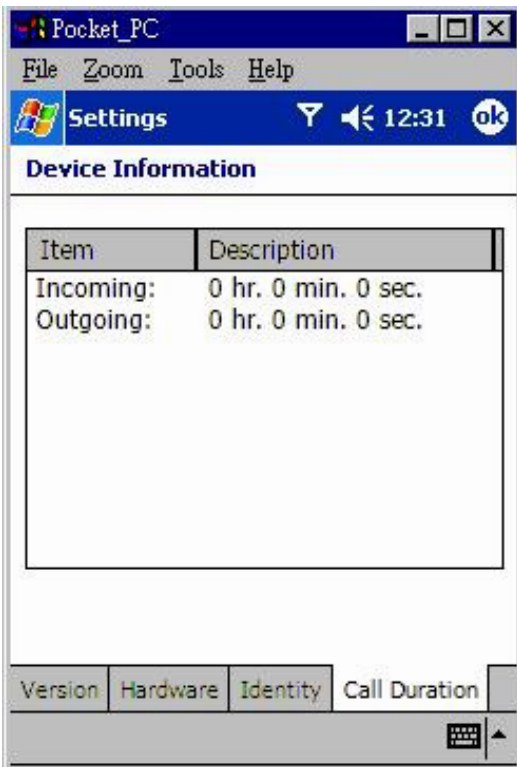 Pocket_PC
File Zoom Tools Help
Settings 12:31 ok
Device Information
Item Description
Incoming: 0 hr. 0 min. 0 sec.
Outgoing: 0 hr. 0 min. 0 sec.
Version Hardware Identity Call Duration